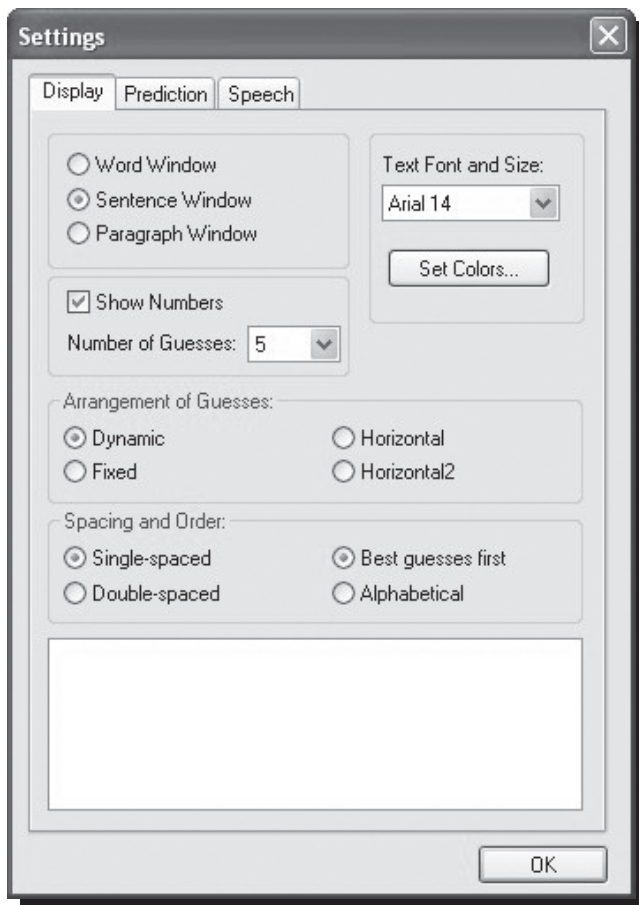 Settings
Display Prediction Speech
Word Window
Sentence Window
Paragraph Window
Text Font and Size:
Arial 14
Set Colors...
Show Numbers
Number of Guesses: 5
Arrangement of Guesses:
Dynamic Horizontal
Fixed Horizontal2
Spacing and Order:
Single-spaced Best guesses first
Double-spaced Alphabetical
OK